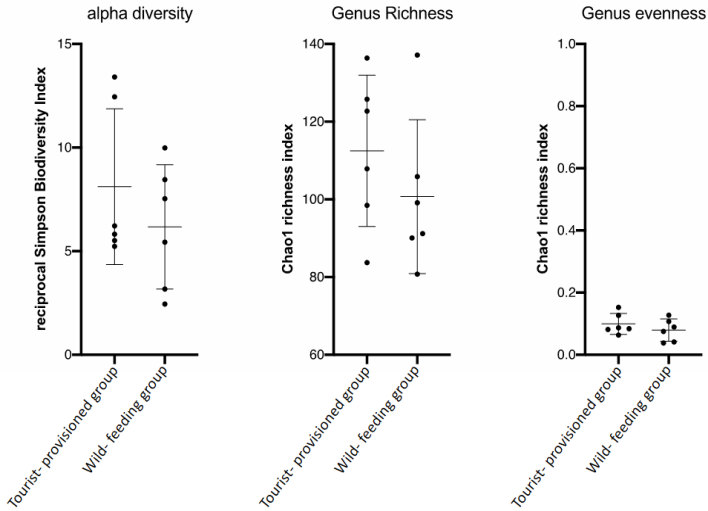 alpha diversity
reciprocal Simpson Biodiversity Index
15
10
5
0
Tourist- provisioned group
Wild- feeding group
Genus Richness
Chao1 richness index
140
120
100
80
60
Tourist- provisioned group
Wild- feeding group
Genus evenness
Chao1 richness index
1.0
0.8
0.6
0.4
0.2
0.0
Tourist- provisioned group
Wild- feeding group